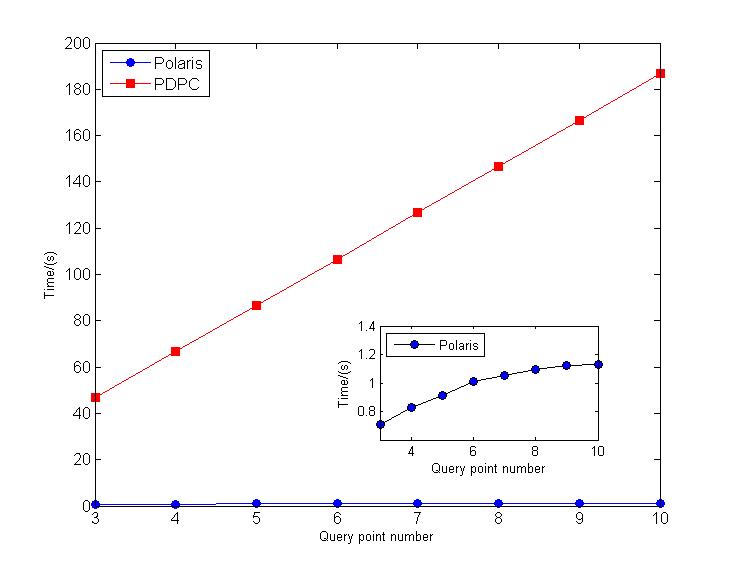 200
180
160
140
120
100
80
60
40
20
0
Time/(s)
Polaris
PDPC
3 4 5 6 7 8 9 10
Query point number
1.4
1.2
1
0.8
Time/(s)
Polaris
4 6 8 10
Query point number